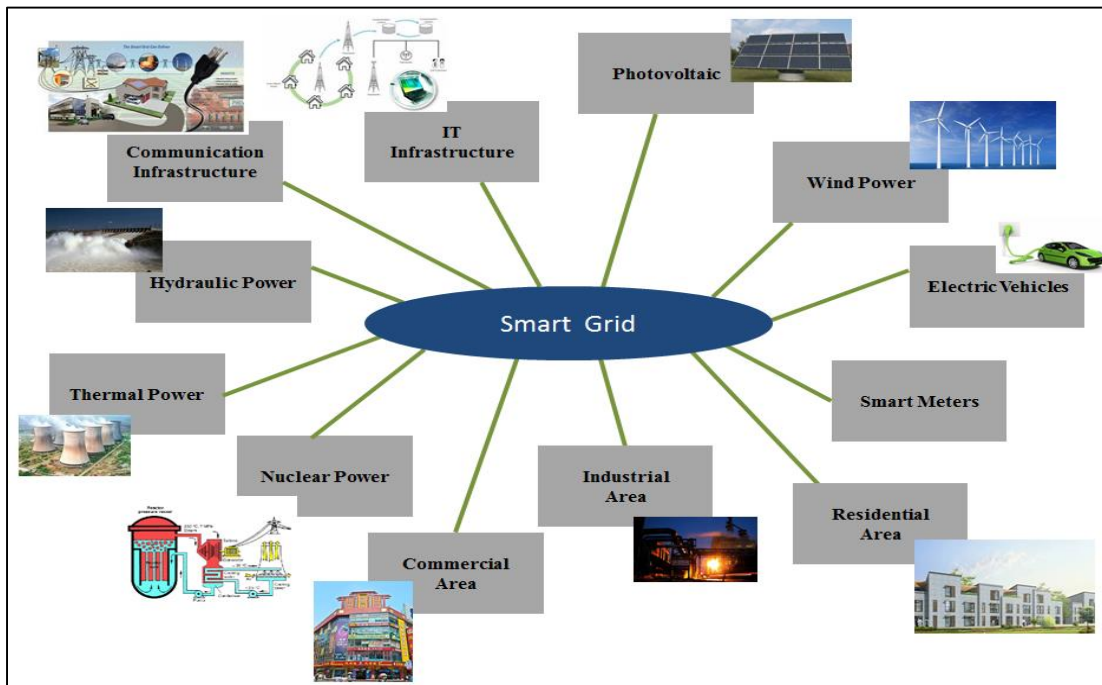 Photovoltaic
IT
Infrastructure
Communication
Infrastructure
Wind Power
Hydraulic Power
Electric Vehicles
Smart Grid
Thermal Power
Smart Meters
Nuclear Power
Industrial
Area
Residential
Area
Commercial
Area